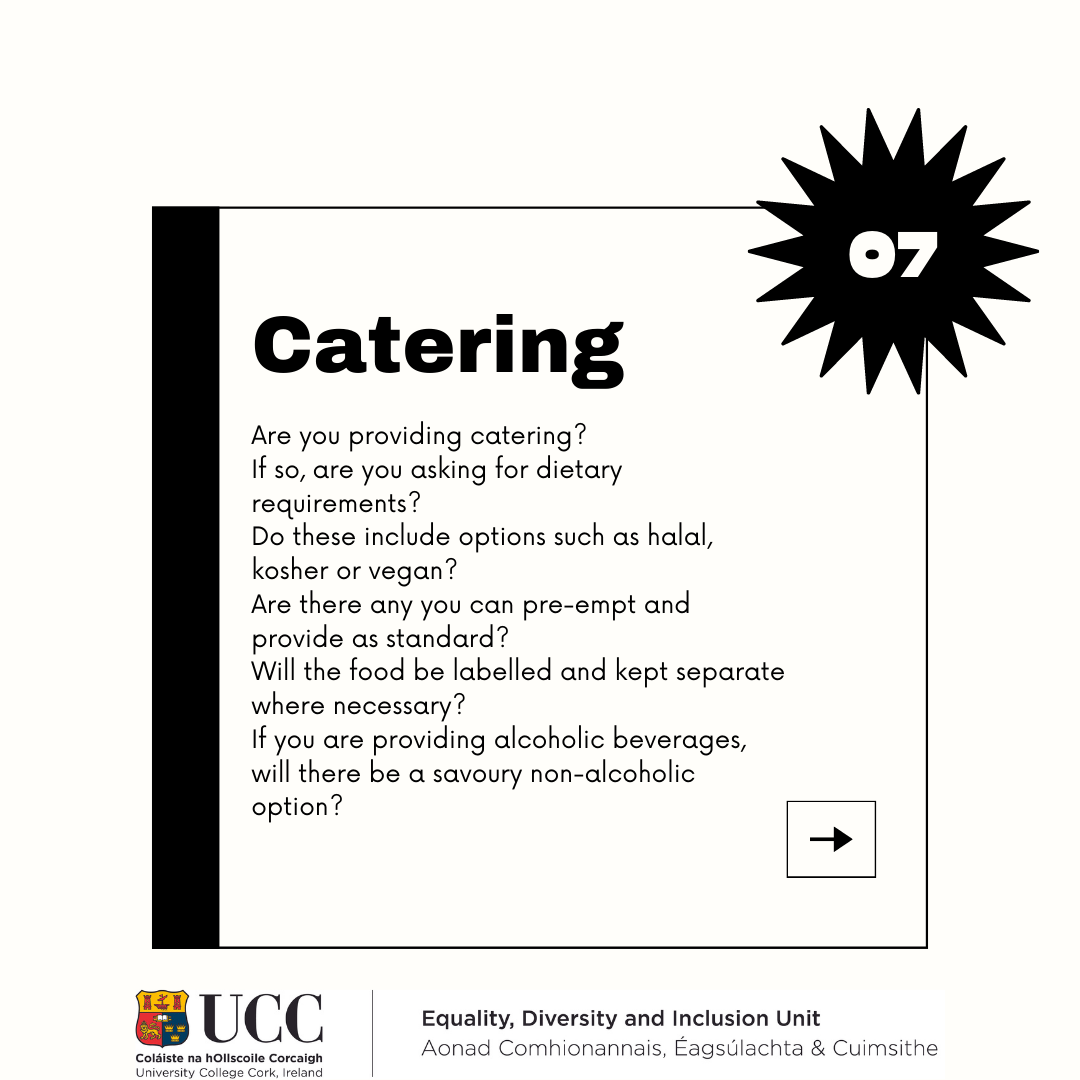 07
Catering
Are you providing catering?
If so, are you asking for dietary
requirements?
Do these include options such as halal,
kosher or vegan?
Are there any you can pre-empt and
provide as standard?
Will the food be labelled and kept separate
where necessary?
If you are providing alcoholic beverages,
will there be a savoury non-alcoholic
option?
UCC
Coláiste na hOllscoile Corcaigh
University College Cork, Ireland
Equality, Diversity and Inclusion Unit
Aonad Comhionannais, Éagsúlachta & Cuimsithe